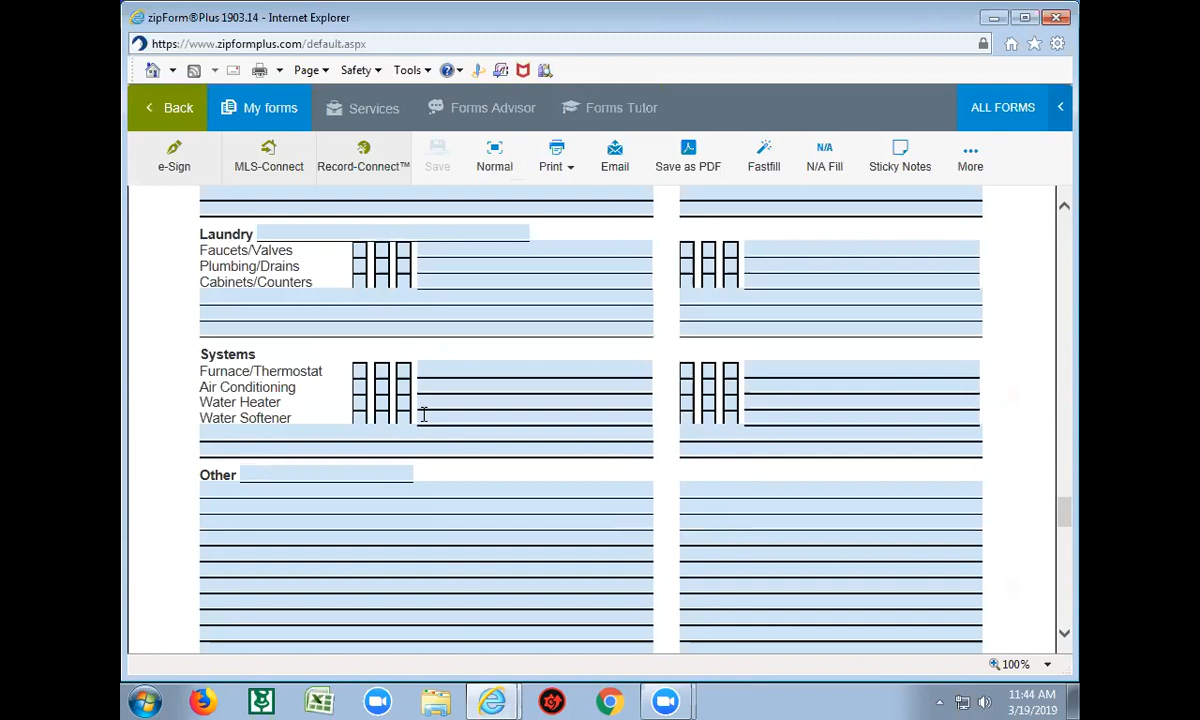 zipForm®Plus 1903.14 - Internet Explorer
https://www.zipformplus.com/default.aspx
Page Safety Tools
Back My forms Services Forms Advisor Forms Tutor ALL FORMS
N/A
e-Sign MLS-Connect Record-Connect™ Save Normal Print Email Save as PDF Fastfill N/A Fill Sticky Notes More
Laundry
Faucets/Valves
Plumbing/Drains
Cabinets/Counters
Systems
Furnace/Thermostat
Air Conditioning
Water Heater
Water Softener
Other
100%
11:44 AM
3/19/2019